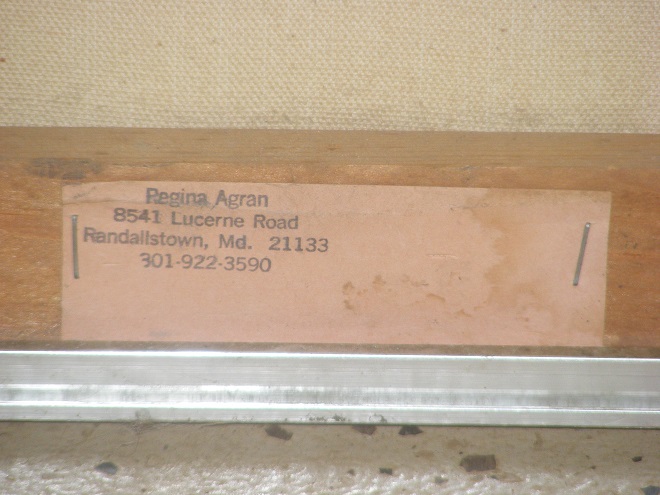 Regina Agran
8541 Lucerne Road
Randallstown, Md. 21133
301-922-3590